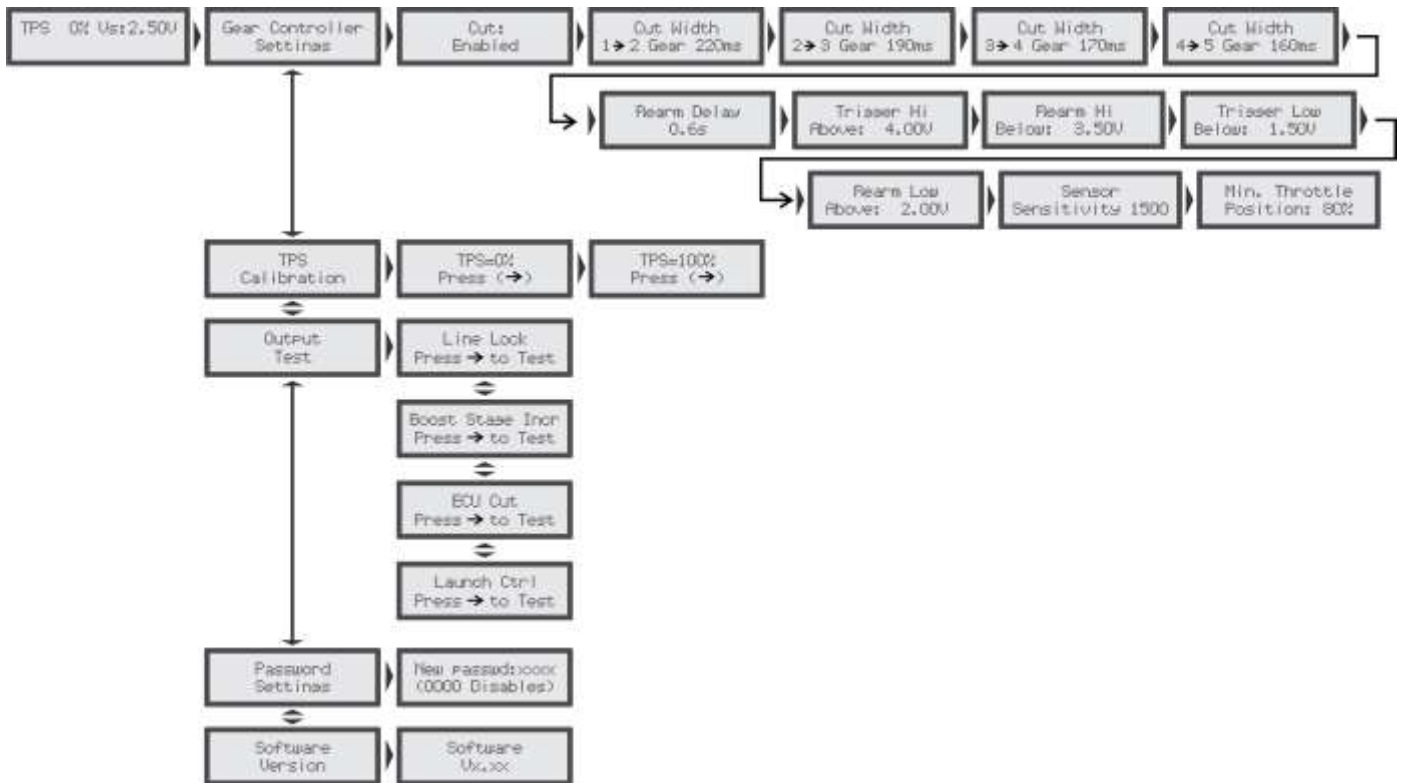 TPS 0% Vs:2.50V
Gear Controller
Settings
Cut:
Enabled
Cut Width
1➔2 Gear 220ms
Cut Width
2➔3 Gear 190ms
Cut Width
3➔4 Gear 170ms
Cut Width
4➔5 Gear 160ms
Rearm Delay
0.6s
Trigger Hi
Above: 4.00V
Rearm Hi
Below: 3.50V
Trigger Low
Below: 1.50V
Rearm Low
Above: 2.00V
Sensor
Sensitivity 1500
Min. Throttle
Position: 80%
TPS
Calibration
TPS=0%
Press (➔)
TPS=100%
Press (➔)
Output
Test
Line Lock
Press ➔ to Test
Boost Stage Incr
Press ➔ to Test
ECU Cut
Press ➔ to Test
Launch Ctrl
Press ➔ to Test
Password
Settings
New passwd:xxxx
(0000 Disables)
Software
Version
Software
Vx.xx